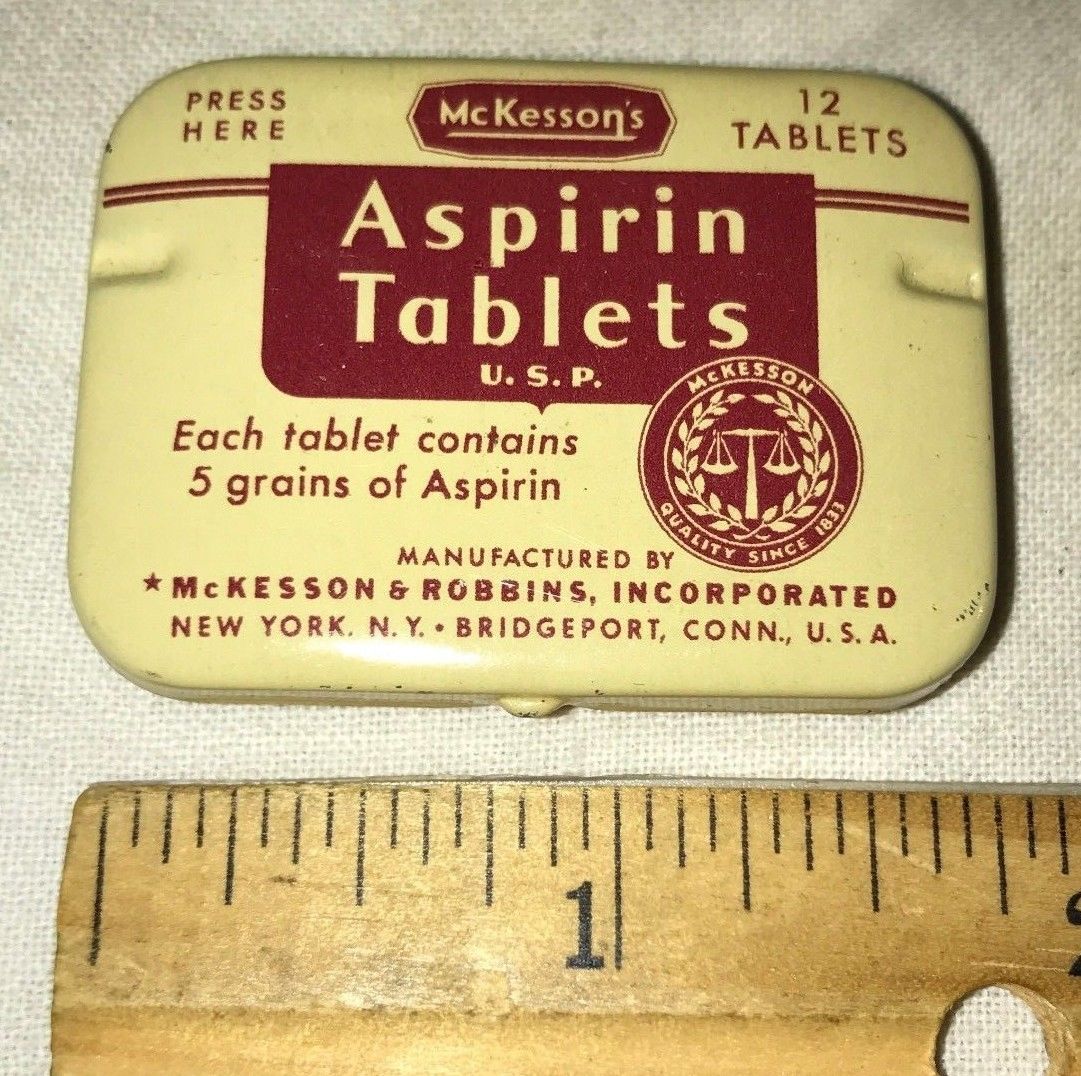 PRESS
HERE
McKesson's
12
TABLETS
Aspirin
Tablets
U. S. P.
Each tablet contains
5 grains of Aspirin
McKESSON
QUALITY SINCE 1833
MANUFACTURED BY
★ McKESSON & ROBBINS, INCORPORATED
NEW YORK, N.Y. • BRIDGEPORT, CONN., U. S. A.
1
2